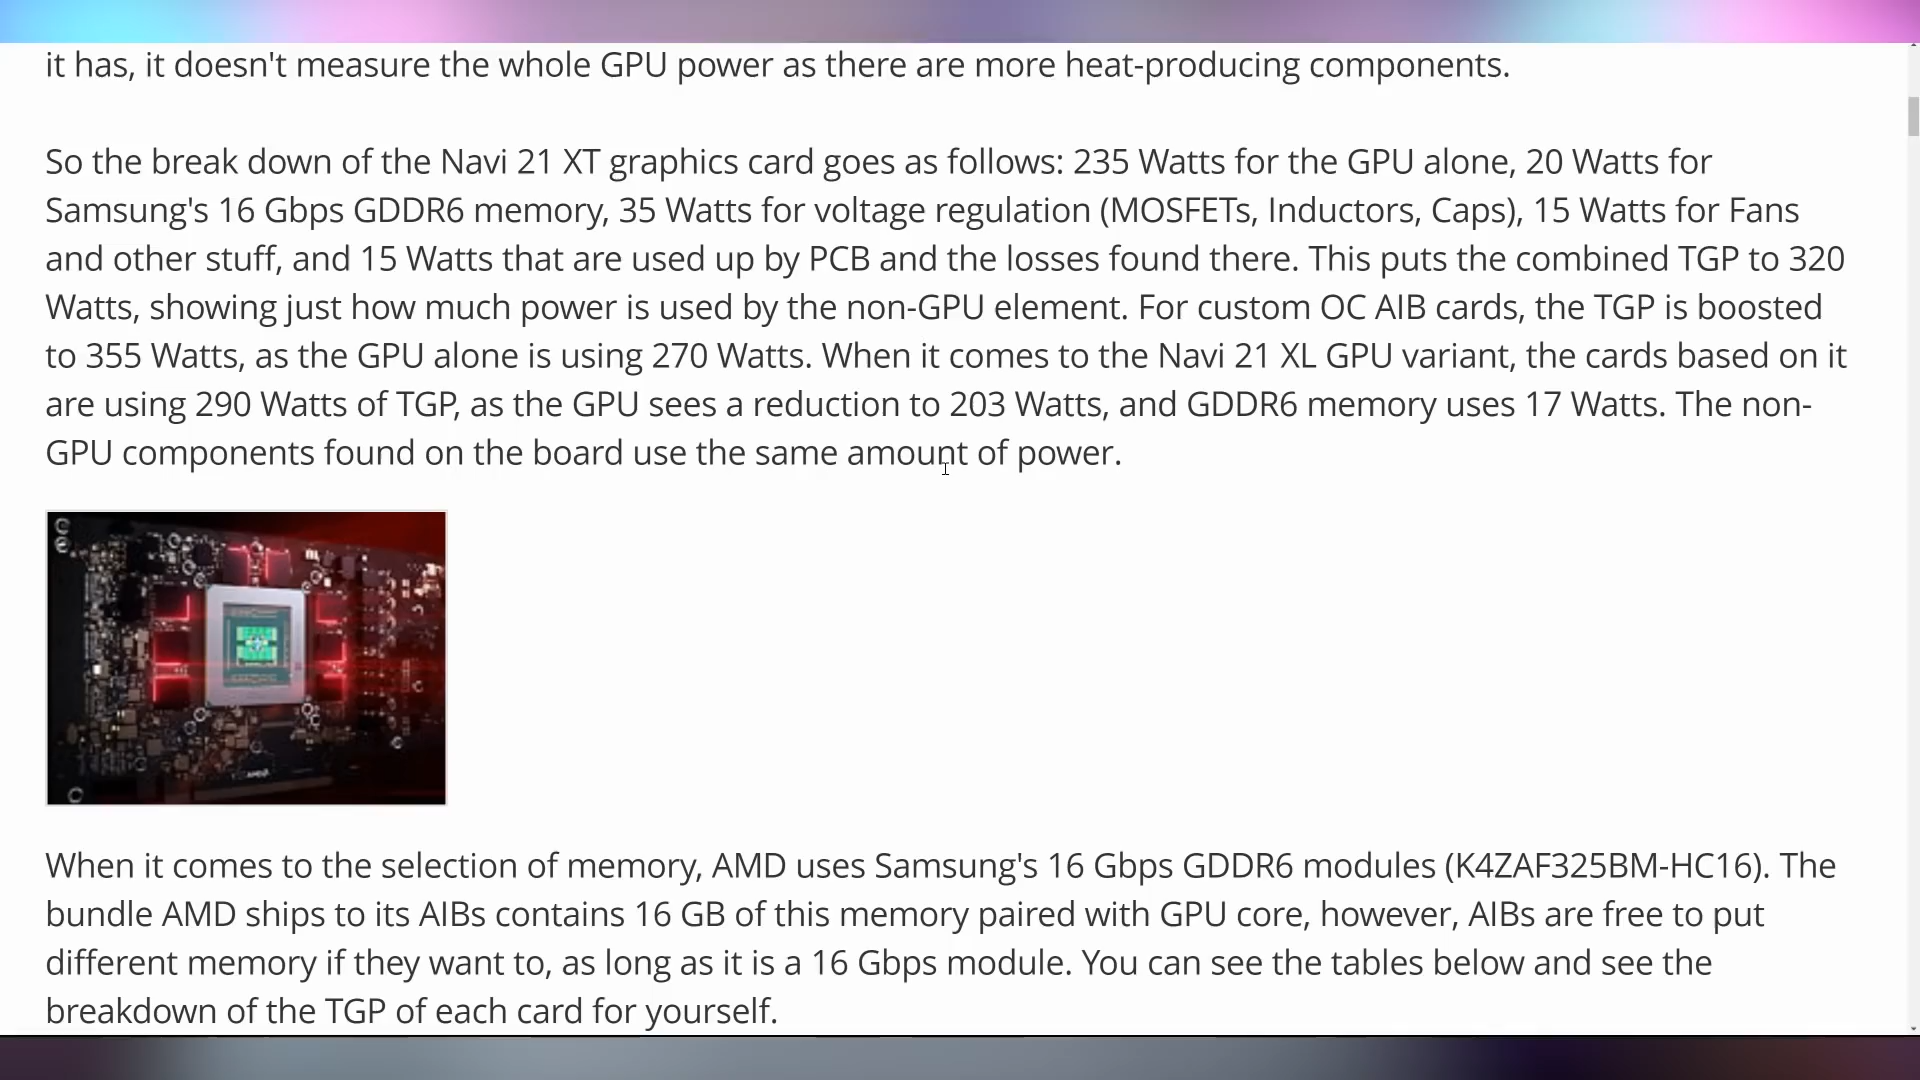 it has, it doesn't measure the whole GPU power as there are more heat-producing components.
So the break down of the Navi 21 XT graphics card goes as follows: 235 Watts for the GPU alone, 20 Watts for
Samsung's 16 Gbps GDDR6 memory, 35 Watts for voltage regulation (MOSFETs, Inductors, Caps), 15 Watts for Fans
and other stuff, and 15 Watts that are used up by PCB and the losses found there. This puts the combined TGP to 320
Watts, showing just how much power is used by the non-GPU element. For custom OC AIB cards, the TGP is boosted
to 355 Watts, as the GPU alone is using 270 Watts. When it comes to the Navi 21 XL GPU variant, the cards based on it
are using 290 Watts of TGP, as the GPU sees a reduction to 203 Watts, and GDDR6 memory uses 17 Watts. The non-
GPU components found on the board use the same amount of power.
AMD
When it comes to the selection of memory, AMD uses Samsung's 16 Gbps GDDR6 modules (K4ZAF325BM-HC16). The
bundle AMD ships to its AIBs contains 16 GB of this memory paired with GPU core, however, AIBs are free to put
different memory if they want to, as long as it is a 16 Gbps module. You can see the tables below and see the
breakdown of the TGP of each card for yourself.